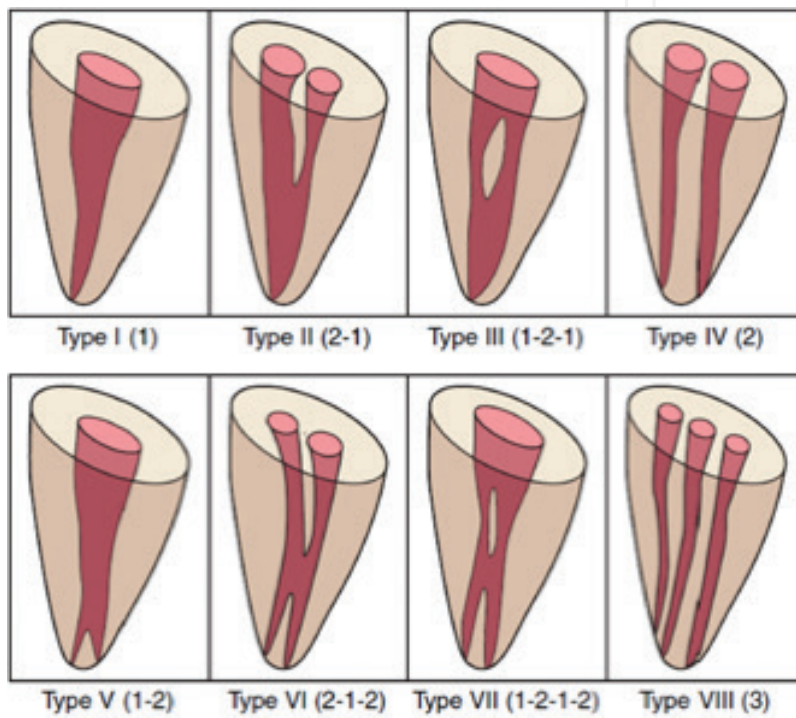 Type I (1) Type II (2-1) Type III (1-2-1) Type IV (2)
Type V (1-2) Type VI (2-1-2) Type VII (1-2-1-2) Type VIII (3)